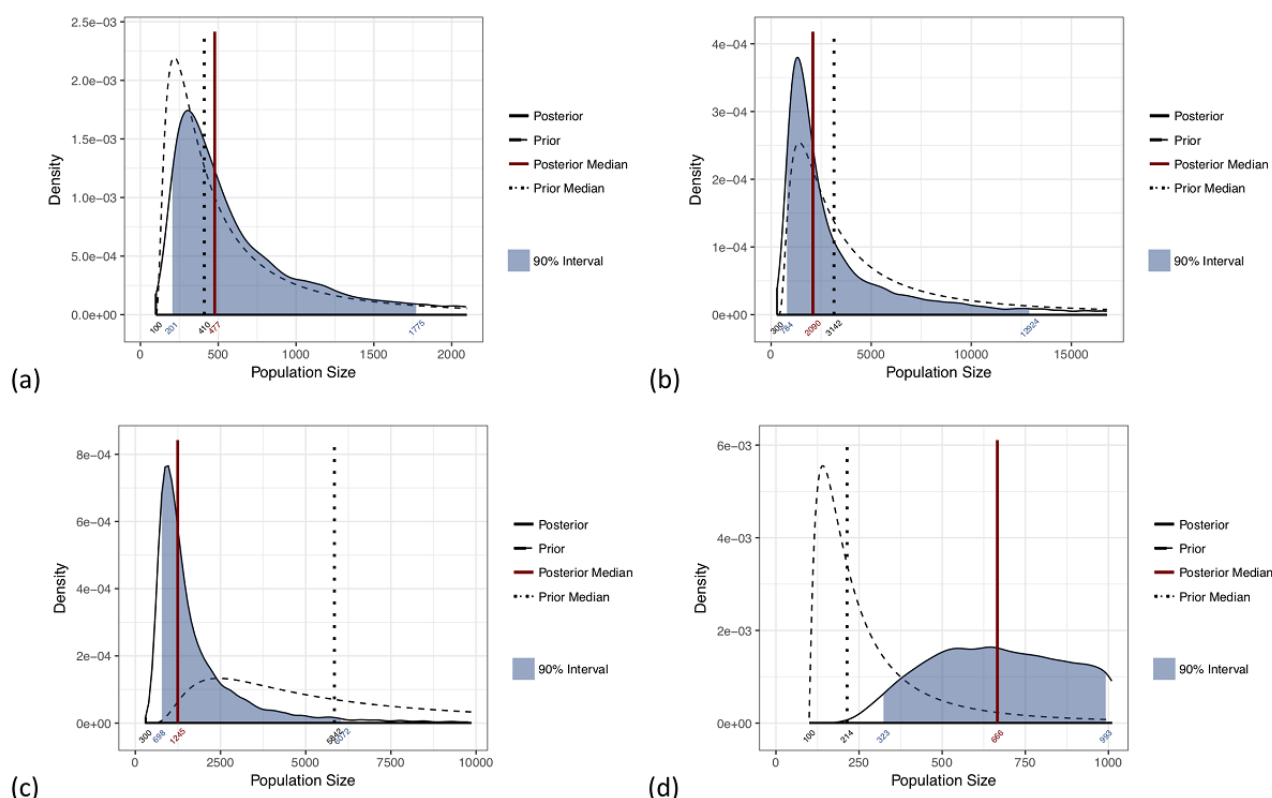 2.5e−03
2.0e−03
1.5e−03
1.0e−03
5.0e−04
0.0e+00
Density
100
201
410
477
1775
0
500
1000
1500
2000
Population Size
Posterior
Prior
Posterior Median
Prior Median
90% Interval
(a)
4e−04
3e−04
2e−04
1e−04
0e+00
Density
300
784
2090
3142
12924
0
5000
10000
15000
Population Size
Posterior
Prior
Posterior Median
Prior Median
90% Interval
(b)
8e−04
6e−04
4e−04
2e−04
0e+00
Density
300
698
1245
5842
6072
0
2500
5000
7500
10000
Population Size
Posterior
Prior
Posterior Median
Prior Median
90% Interval
(c)
6e−03
4e−03
2e−03
0e+00
Density
100
214
323
666
993
0
250
500
750
1000
Population Size
Posterior
Prior
Posterior Median
Prior Median
90% Interval
(d)